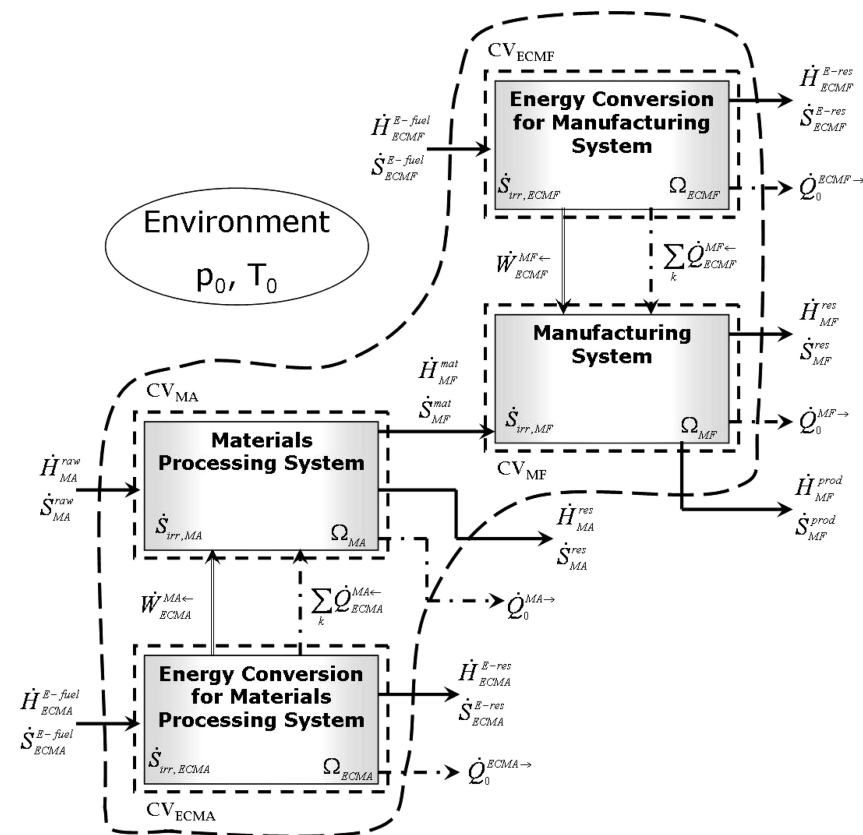 CV_ECMF
Energy Conversion
for Manufacturing
System
Ṡ_irr,ECMF
Ω_ECMF
Ḣ_ECMF^E-fuel
Ṡ_ECMF^E-fuel
Ḣ_ECMF^E-res
Ṡ_ECMF^E-res
Q̇_0^ECMF→
Environment
p₀, T₀
Ẇ_ECMF^MF←
∑_k Q̇_ECMF^MF←
Manufacturing
System
Ṡ_irr,MF
Ω_MF
CV_MF
Ḣ_MF^res
Ṡ_MF^res
Q̇_0^MF→
Ḣ_MF^prod
Ṡ_MF^prod
Ḣ_MF^mat
Ṡ_MF^mat
CV_MA
Materials
Processing System
Ṡ_irr,MA
Ω_MA
Ḣ_MA^raw
Ṡ_MA^raw
Ḣ_MA^res
Ṡ_MA^res
Q̇_0^MA→
Ẇ_ECMA^MA←
∑_k Q̇_ECMA^MA←
Energy Conversion
for Materials
Processing System
Ṡ_irr,ECMA
Ω_ECMA
CV_ECMA
Ḣ_ECMA^E-fuel
Ṡ_ECMA^E-fuel
Ḣ_ECMA^E-res
Ṡ_ECMA^E-res
Q̇_0^ECMA→